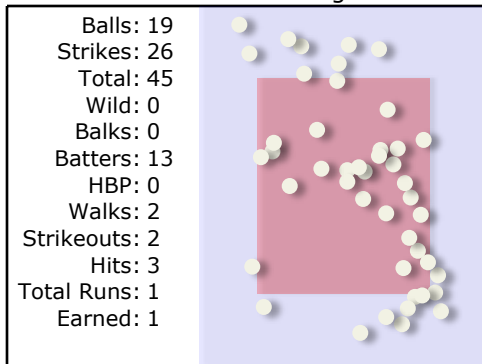 Balls: 19
Strikes: 26
Total: 45
Wild: 0
Balks: 0
Batters: 13
HBP: 0
Walks: 2
Strikeouts: 2
Hits: 3
Total Runs: 1
Earned: 1